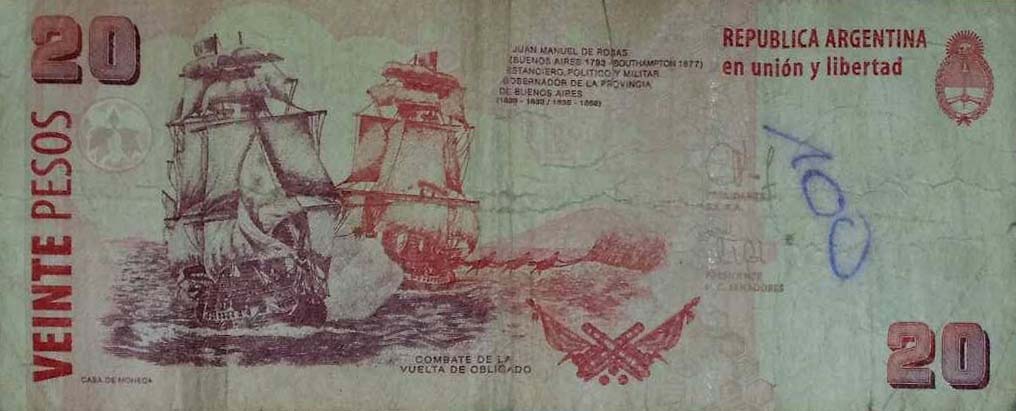 20
VEINTE PESOS
JUAN MANUEL DE ROSAS
(BUENOS AIRES 1793 - SOUTHAMPTON 1877)
ESTANCIERO, POLITICO Y MILITAR.
GOBERNADOR DE LA PROVINCIA
DE BUENOS AIRES
(1829 - 1832 / 1835 - 1852)
REPUBLICA ARGENTINA
en unión y libertad
100
PRESIDENTE
COMBATE DE LA
VUELTA DE OBLIGADO
CASA DE MONEDA
20